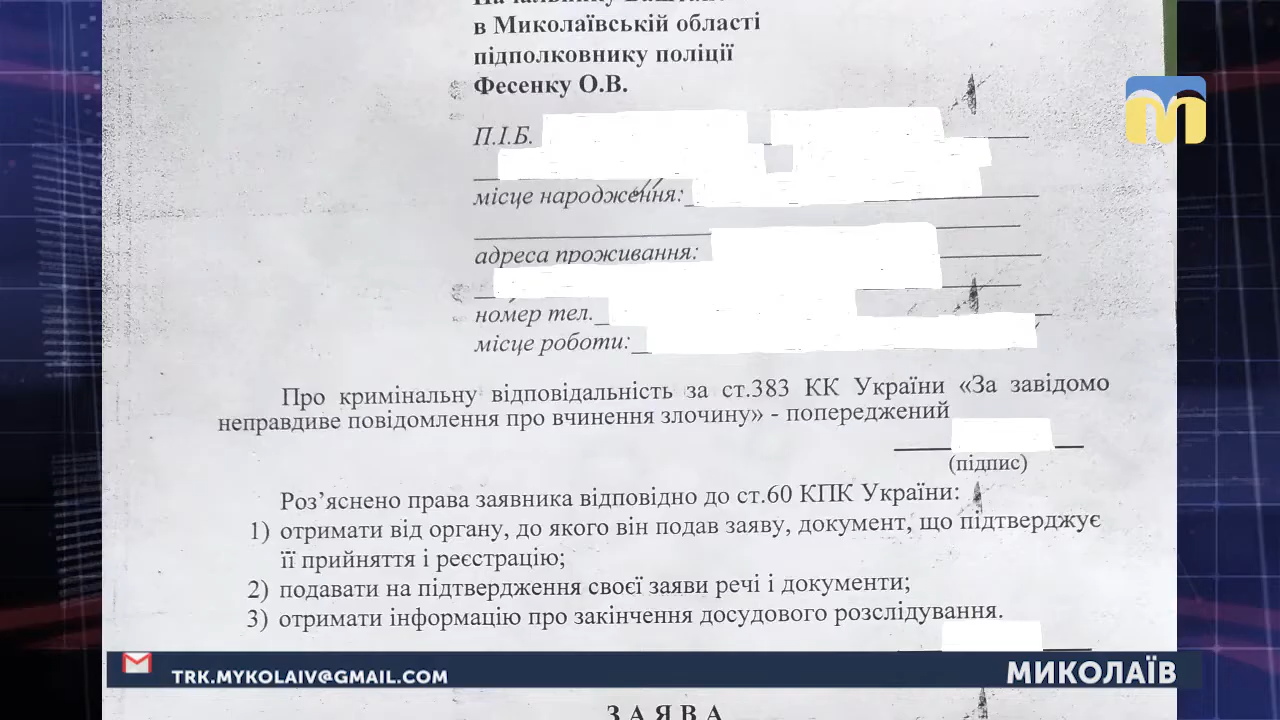 в Миколаївській області
підполковнику поліції
Фесенку О.В.
П.І.Б.
місце народження:
адреса проживання:
номер тел.
місце роботи:
Про кримінальну відповідальність за ст.383 КК України «За завідомо
неправдиве повідомлення про вчинення злочину» - попереджений
(підпис)
Роз’яснено права заявника відповідно до ст.60 КПК України:
1) отримати від органу, до якого він подав заяву, документ, що підтверджує
її прийняття і реєстрацію;
2) подавати на підтвердження своєї заяви речі і документи;
3) отримати інформацію про закінчення досудового розслідування.
TRK.MYKOLAIV@GMAIL.COM
МИКОЛАЇВ
ЗАЯВА